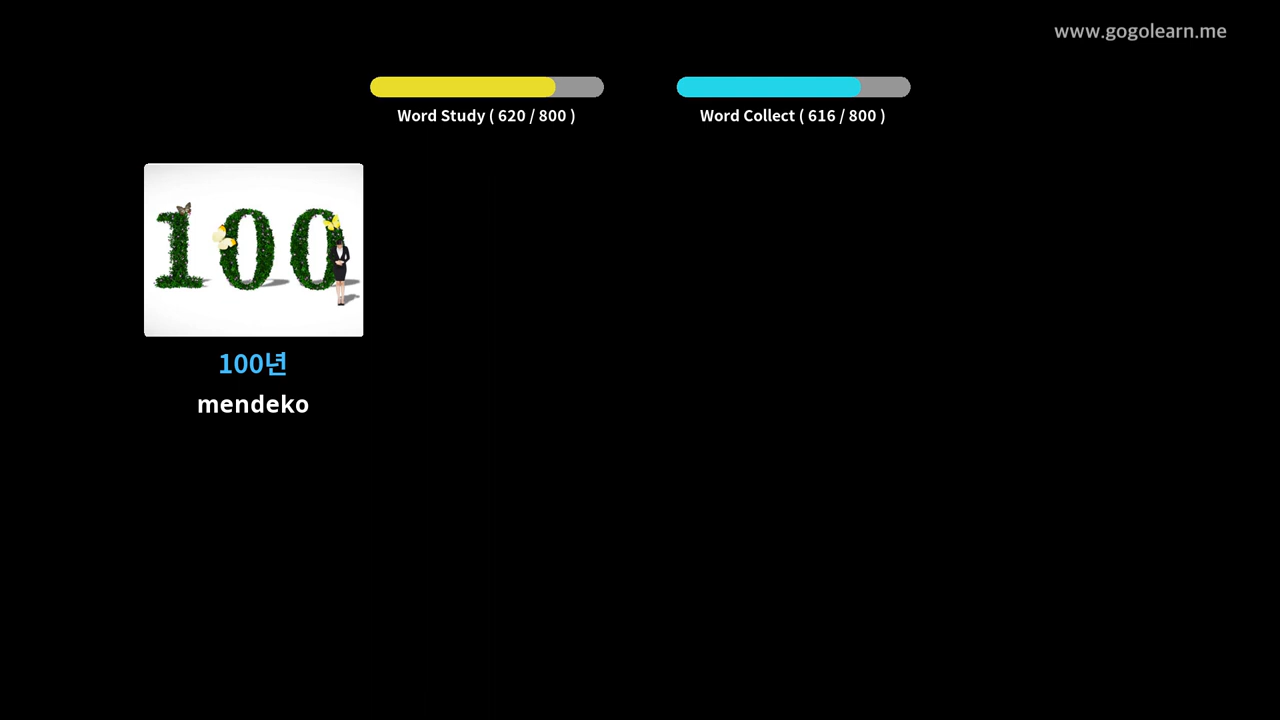 www.gogolearn.me
Word Study ( 620 / 800 )
Word Collect ( 616 / 800 )
100
100년
mendeko